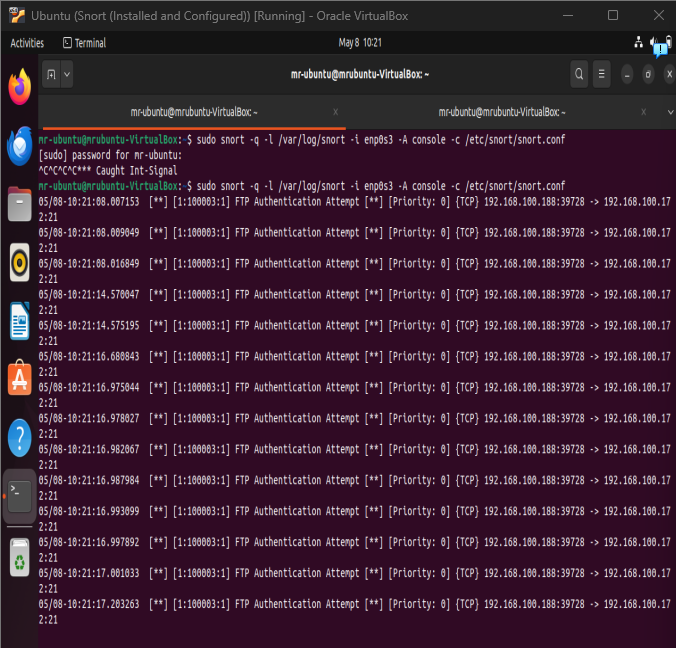 Ubuntu (Snort (Installed and Configured)) [Running] - Oracle VirtualBox
Activities
Terminal
May 8 10:21
mr-ubuntu@mrubuntu-VirtualBox: ~
mr-ubuntu@mrubuntu-VirtualBox: ~
mr-ubuntu@mrubuntu-VirtualBox: ~
mr-ubuntu@mrubuntu-VirtualBox:~$ sudo snort -q -l /var/log/snort -i enp0s3 -A console -c /etc/snort/snort.conf
[sudo] password for mr-ubuntu:
^C^C^C^C*** Caught Int-Signal
mr-ubuntu@mrubuntu-VirtualBox:~$ sudo snort -q -l /var/log/snort -i enp0s3 -A console -c /etc/snort/snort.conf
05/08-10:21:08.007153  [**] [1:100003:1] FTP Authentication Attempt [**] [Priority: 0] {TCP} 192.168.100.188:39728 -> 192.168.100.17
2:21
05/08-10:21:08.009049  [**] [1:100003:1] FTP Authentication Attempt [**] [Priority: 0] {TCP} 192.168.100.188:39728 -> 192.168.100.17
2:21
05/08-10:21:08.016849  [**] [1:100003:1] FTP Authentication Attempt [**] [Priority: 0] {TCP} 192.168.100.188:39728 -> 192.168.100.17
2:21
05/08-10:21:14.570047  [**] [1:100003:1] FTP Authentication Attempt [**] [Priority: 0] {TCP} 192.168.100.188:39728 -> 192.168.100.17
2:21
05/08-10:21:14.575195  [**] [1:100003:1] FTP Authentication Attempt [**] [Priority: 0] {TCP} 192.168.100.188:39728 -> 192.168.100.17
2:21
05/08-10:21:16.680843  [**] [1:100003:1] FTP Authentication Attempt [**] [Priority: 0] {TCP} 192.168.100.188:39728 -> 192.168.100.17
2:21
05/08-10:21:16.975044  [**] [1:100003:1] FTP Authentication Attempt [**] [Priority: 0] {TCP} 192.168.100.188:39728 -> 192.168.100.17
2:21
05/08-10:21:16.978027  [**] [1:100003:1] FTP Authentication Attempt [**] [Priority: 0] {TCP} 192.168.100.188:39728 -> 192.168.100.17
2:21
05/08-10:21:16.982067  [**] [1:100003:1] FTP Authentication Attempt [**] [Priority: 0] {TCP} 192.168.100.188:39728 -> 192.168.100.17
2:21
05/08-10:21:16.987984  [**] [1:100003:1] FTP Authentication Attempt [**] [Priority: 0] {TCP} 192.168.100.188:39728 -> 192.168.100.17
2:21
05/08-10:21:16.993099  [**] [1:100003:1] FTP Authentication Attempt [**] [Priority: 0] {TCP} 192.168.100.188:39728 -> 192.168.100.17
2:21
05/08-10:21:16.997892  [**] [1:100003:1] FTP Authentication Attempt [**] [Priority: 0] {TCP} 192.168.100.188:39728 -> 192.168.100.17
2:21
05/08-10:21:17.001033  [**] [1:100003:1] FTP Authentication Attempt [**] [Priority: 0] {TCP} 192.168.100.188:39728 -> 192.168.100.17
2:21
05/08-10:21:17.203263  [**] [1:100003:1] FTP Authentication Attempt [**] [Priority: 0] {TCP} 192.168.100.188:39728 -> 192.168.100.17
2:21